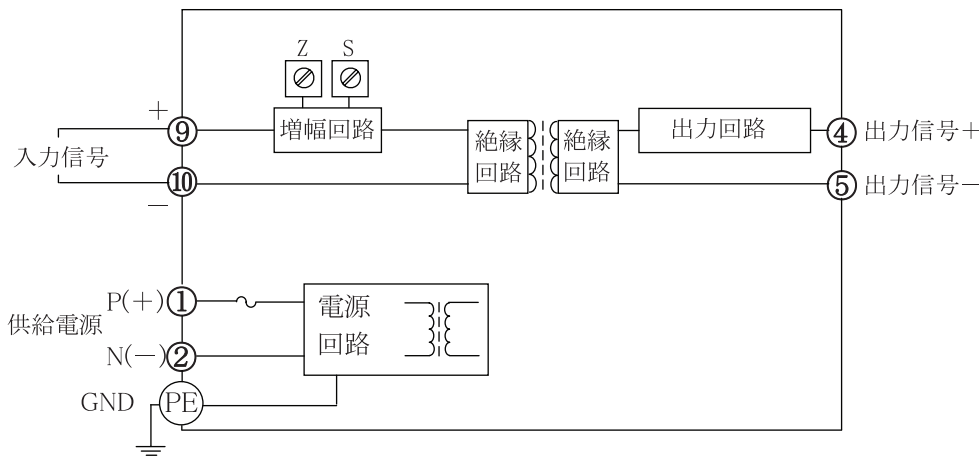 Z S
+
⑨
増幅回路
入力信号
⑩
−
絶縁
回路
絶縁
回路
出力回路
④ 出力信号+
⑤ 出力信号−
P(+) ①
供給電源
N(−) ②
電源
回路
GND PE